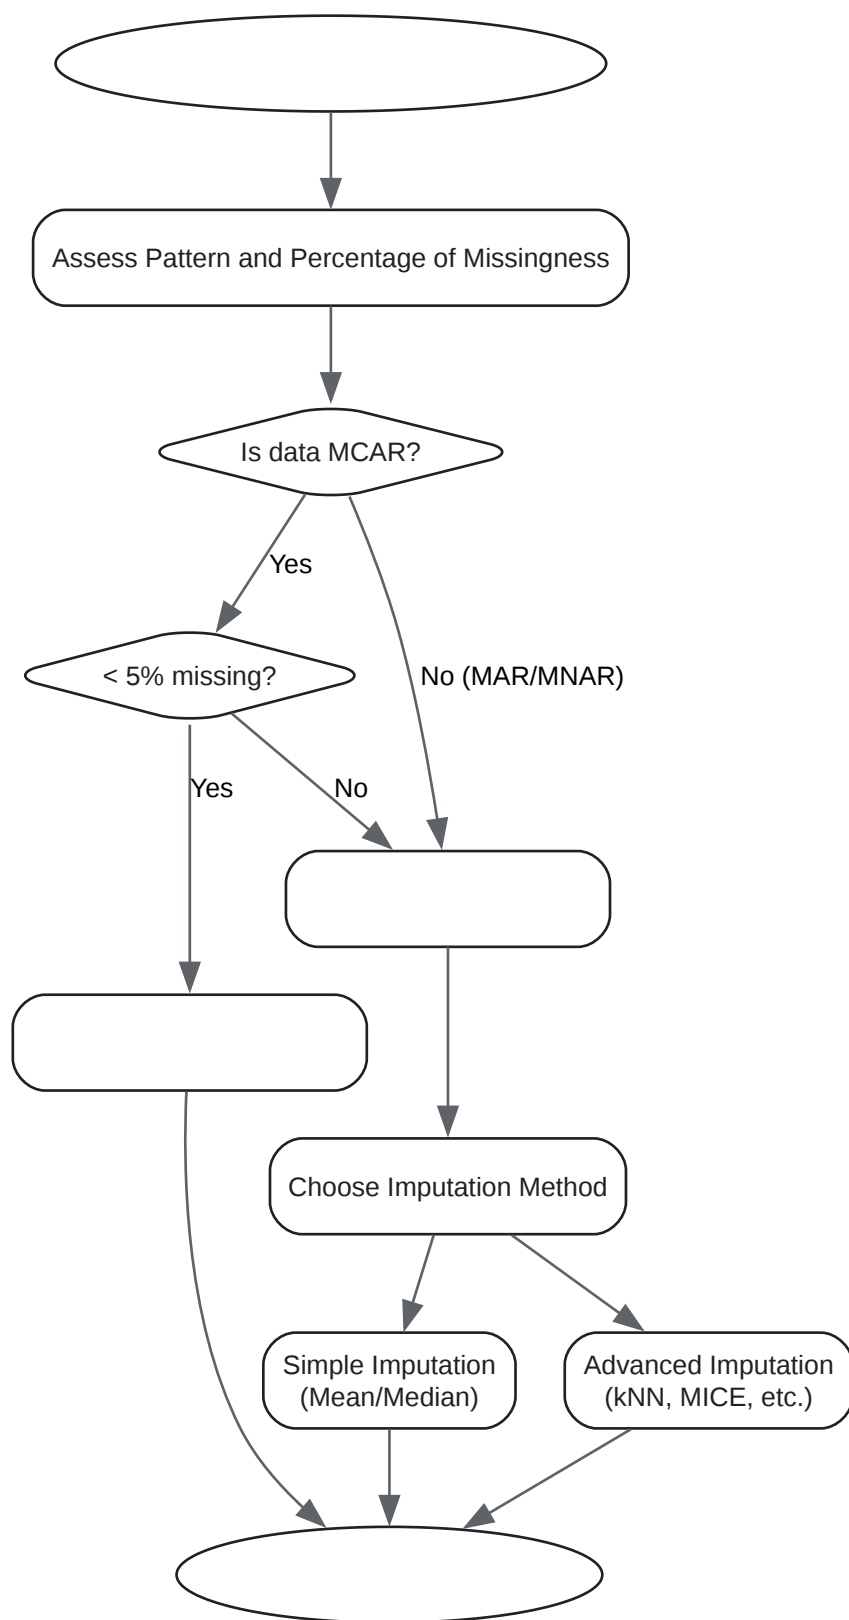 Assess Pattern and Percentage of Missingness
Is data MCAR?
Yes
< 5% missing?
No (MAR/MNAR)
Yes
No
Choose Imputation Method
Simple Imputation
(Mean/Median)
Advanced Imputation
(kNN, MICE, etc.)